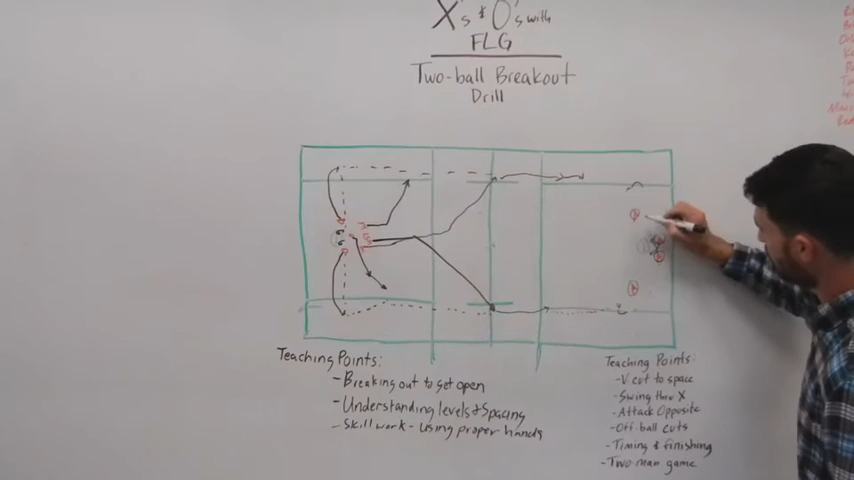 X's & O's with
FLG
Two-ball Breakout
Drill
Teaching Points:
- Breaking out to get open
- Understanding levels & Spacing
- Skill work - using proper hands
Teaching Points:
- V cut to space
- Swing thru X
- Attack Opposite
- Off-ball cuts
- Timing & finishing
- Two man game